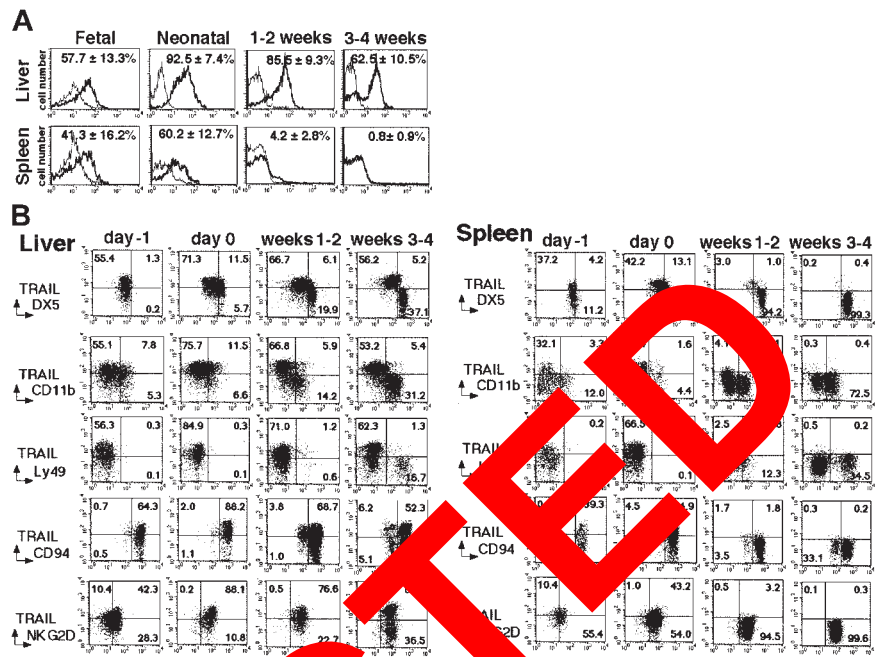 A
Fetal Neonatal 1-2 weeks 3-4 weeks
Liver
cell number
57.7 ± 13.3% 92.5 ± 7.4% 85.5 ± 9.3% 62.5 ± 10.5%
Spleen
cell number
41.3 ± 16.2% 60.2 ± 12.7% 4.2 ± 2.8% 0.8± 0.9%
B
Liver
day -1 day 0 weeks 1-2 weeks 3-4
TRAIL
DX5
55.4 1.3 71.3 11.5 66.7 6.1 56.2 5.2
0.2 5.7 19.9 37.1
TRAIL
CD11b
55.1 7.8 75.7 11.5 66.8 5.9 53.2 5.4
5.3 6.6 14.2 31.2
TRAIL
Ly49
56.3 0.3 84.9 0.3 71.0 1.2 62.3 1.3
0.1 0.1 0.6 16.7
TRAIL
CD94
0.7 64.3 2.0 88.2 3.8 68.7 6.2 52.3
0.5 1.1 1.0 5.1
TRAIL
NKG2D
10.4 42.3 0.2 88.1 0.5 76.6
28.3 10.8 22.7 36.5
Spleen
day -1 day 0 weeks 1-2 weeks 3-4
TRAIL
DX5
37.2 4.2 42.2 13.1 3.0 1.0 0.2 0.4
11.2 94.2 99.3
TRAIL
CD11b
32.1 3.3 1.6 4.1 0.3 0.4
12.0 4.4 72.5
TRAIL
0.2 66.5 2.5 0.5 0.2
0.1 12.3 34.5
TRAIL
CD94
4.5 1.7 1.8 0.3 0.2
3.5 33.1
10.4 1.0 43.2 0.5 3.2 0.1 0.3
55.4 54.0 94.5 99.6
TED